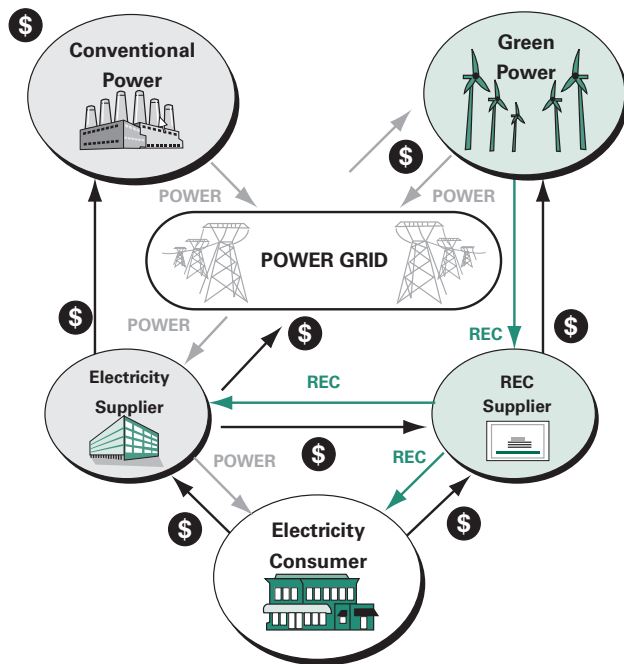 $
Conventional
Power
Green
Power
$
POWER
POWER
POWER GRID
POWER
$
$
$
REC
Electricity
Supplier
REC
REC
Supplier
$
POWER
REC
$
$
Electricity
Consumer